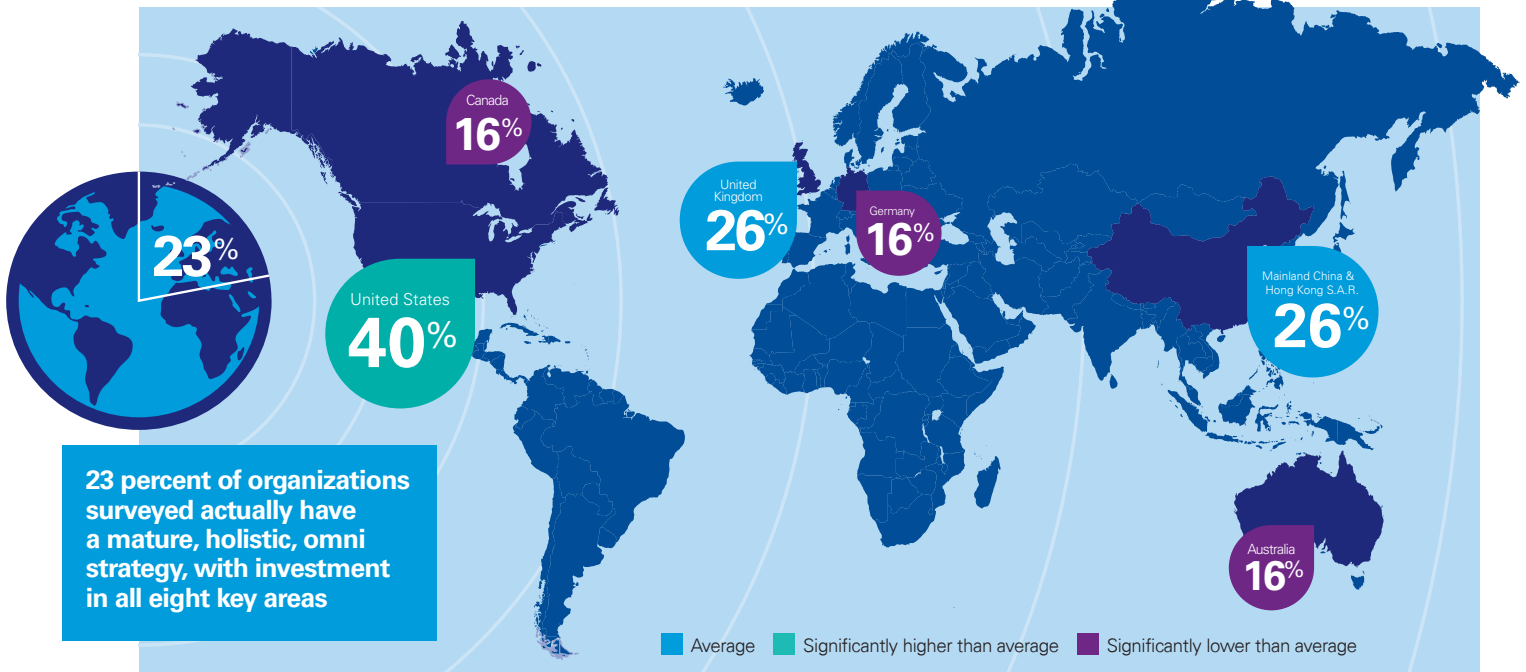 Canada
16%
United
Kingdom
26%
Germany
16%
23%
Mainland China &
Hong Kong S.A.R.
26%
United States
40%
23 percent of organizations
surveyed actually have
a mature, holistic, omni
strategy, with investment
in all eight key areas
Australia
16%
Average
Significantly higher than average
Significantly lower than average